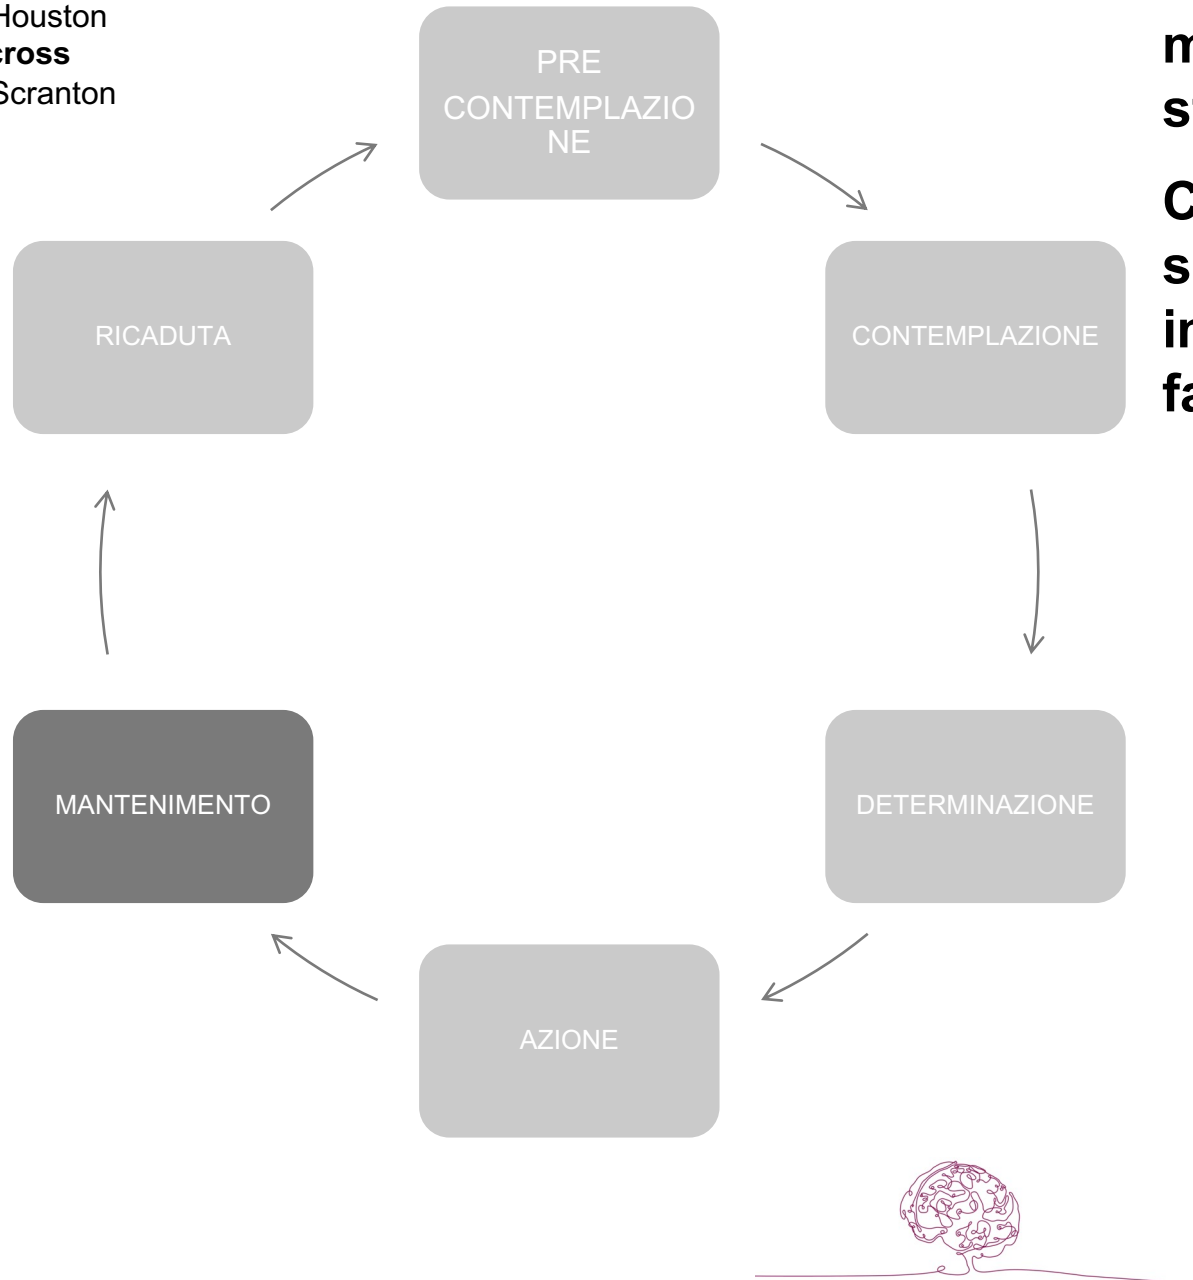 Houston
cross
Scranton
PRE
CONTEMPLAZIO
NE
RICADUTA
CONTEMPLAZIONE
MANTENIMENTO
DETERMINAZIONE
AZIONE